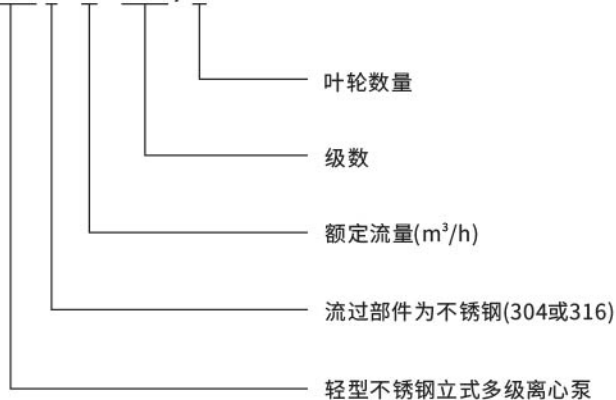 叶轮数量
级数
额定流量(m³/h)
流过部件为不锈钢(304或316)
轻型不锈钢立式多级离心泵